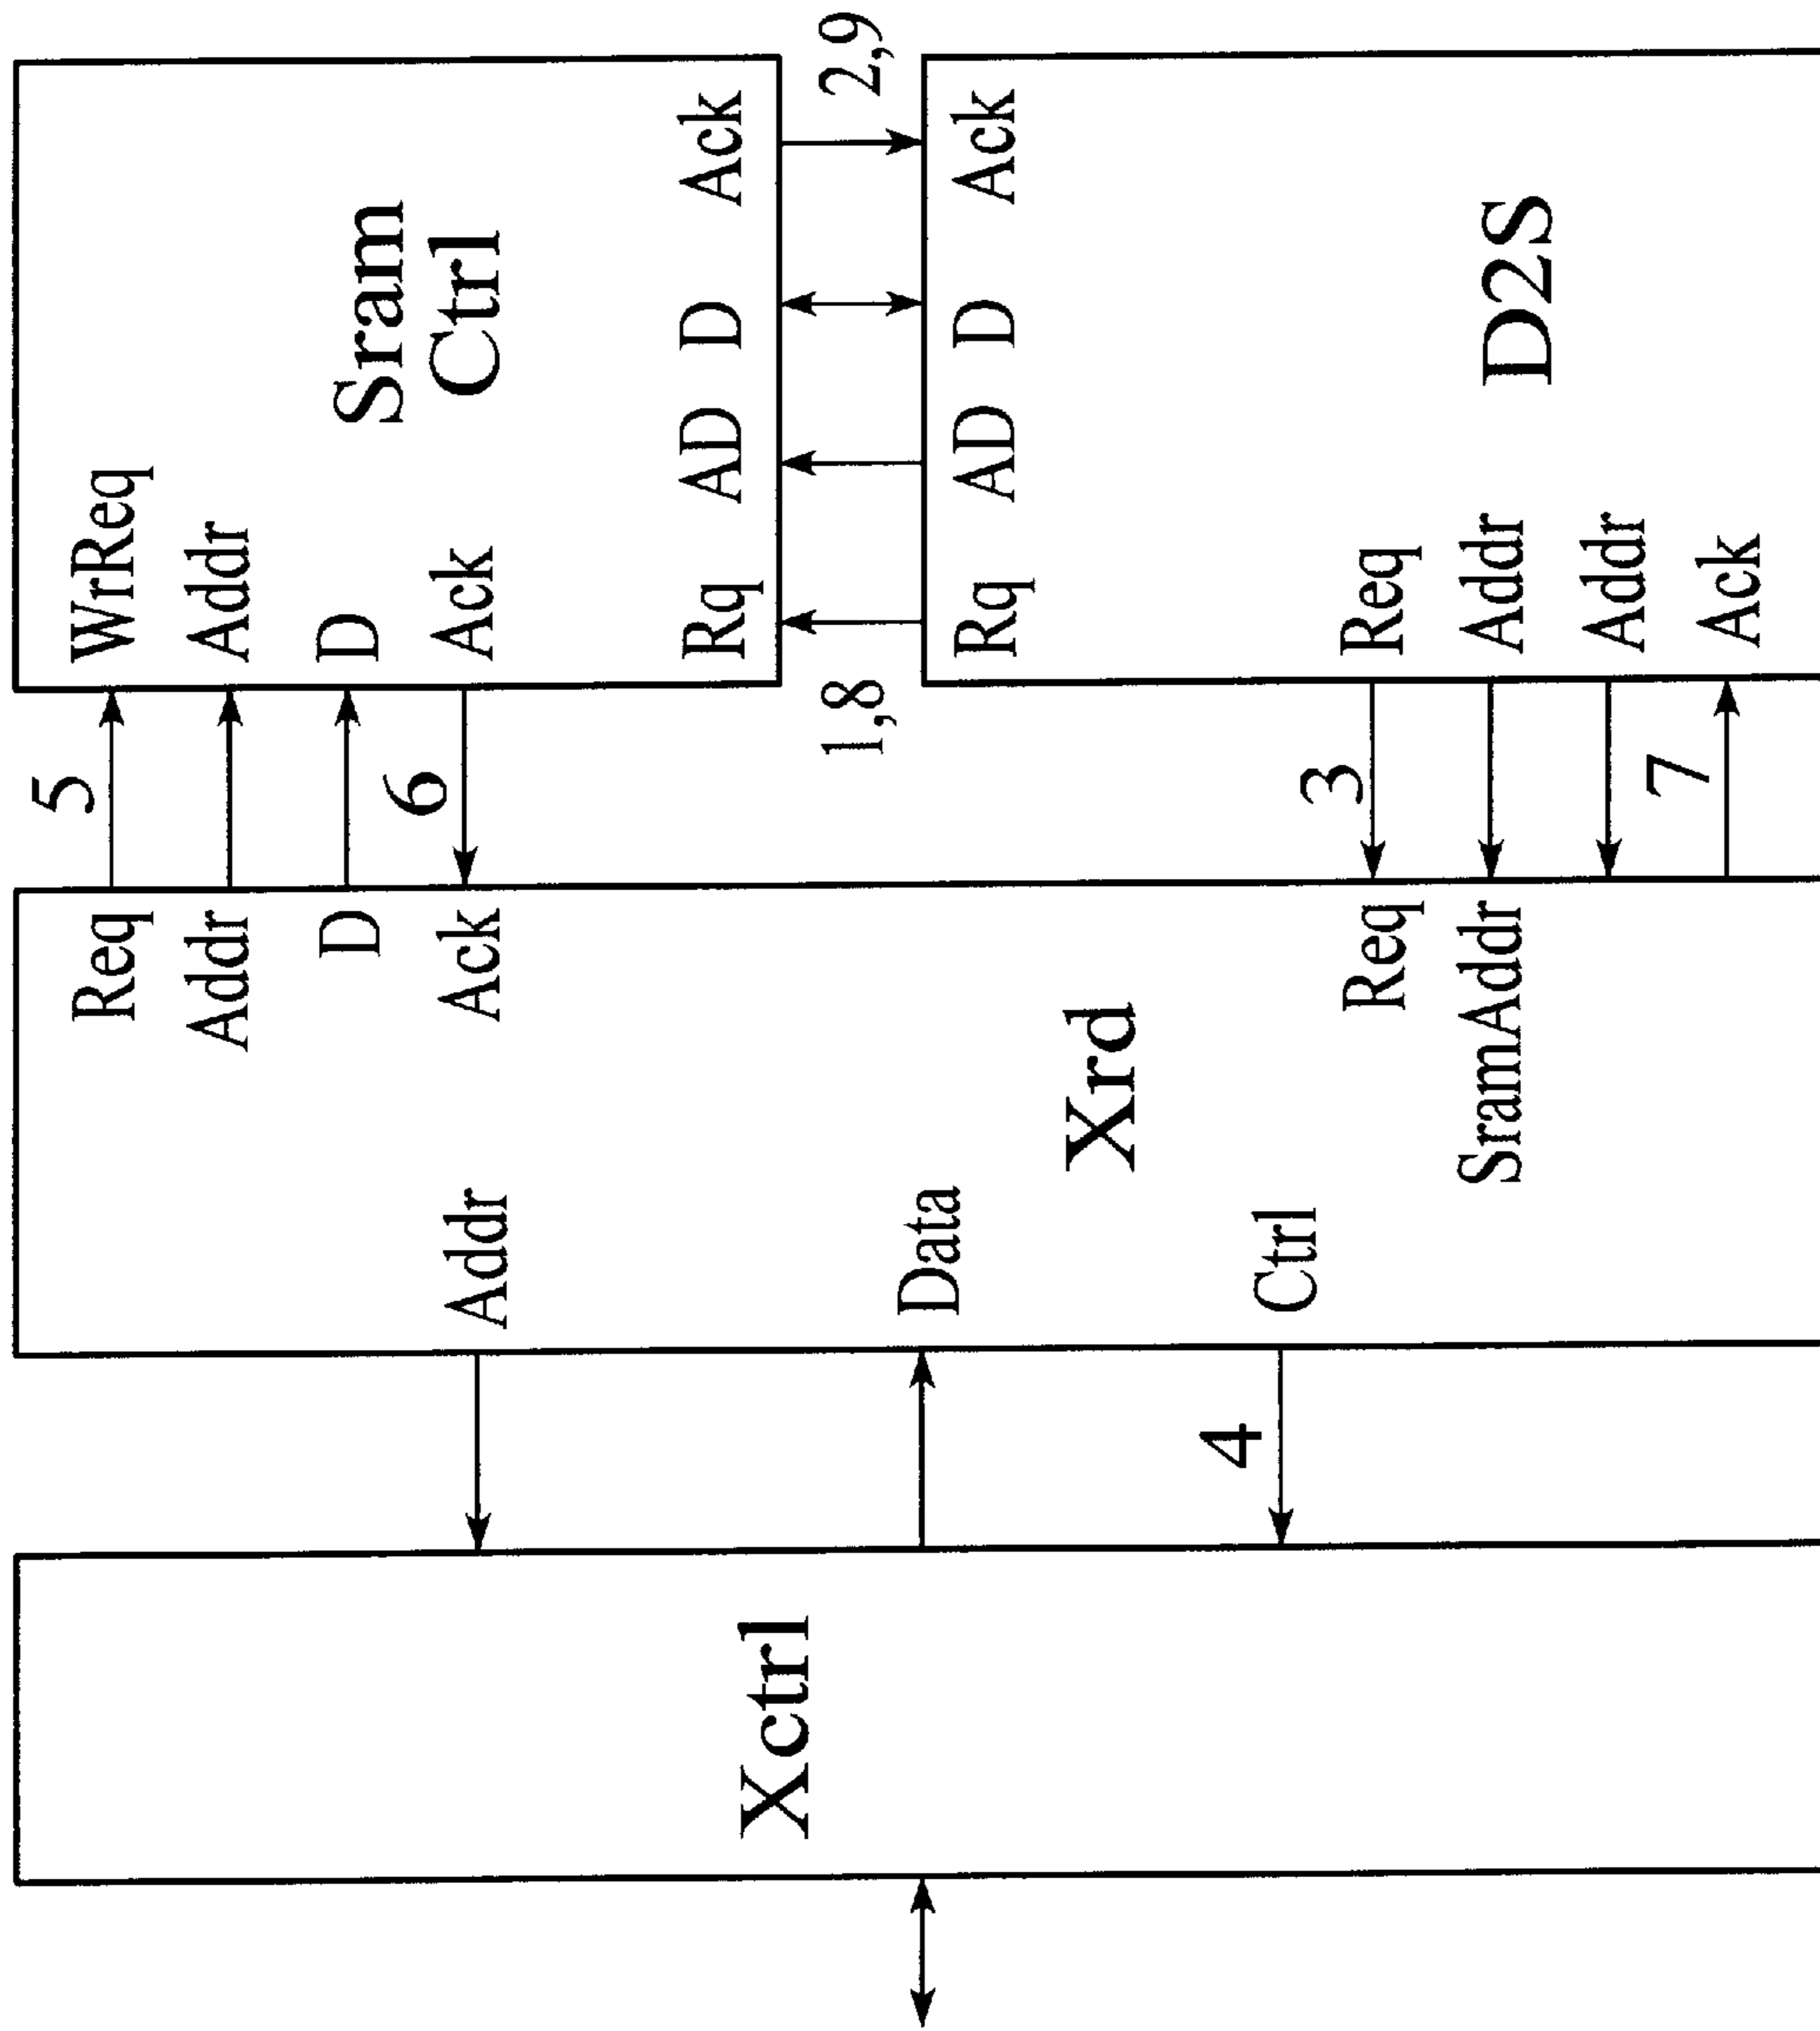 Xctrl
4
Ctrl
Data
Addr
Xrd
SramAddr
Req
Ack
D
Addr
Req
7
3
1,8
6
5
Ack
Addr
Addr
Req
Rq
Rq
Ack
D
Addr
WrReq
AD
AD
D2S
D
D
Sram
Ctrl
Ack
Ack
2,9